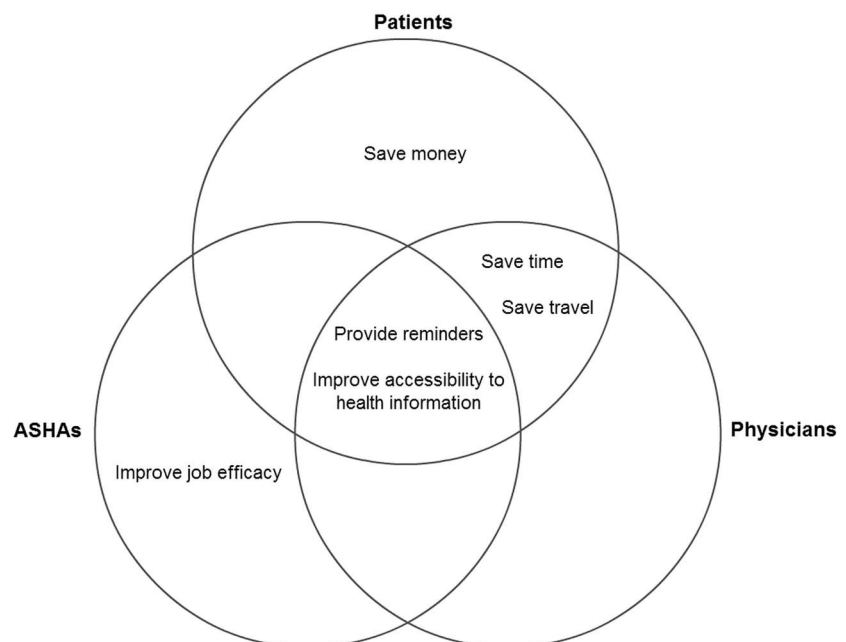 Patients
Save money
Save time
Save travel
Provide reminders
Improve accessibility to
health information
ASHAs
Physicians
Improve job efficacy